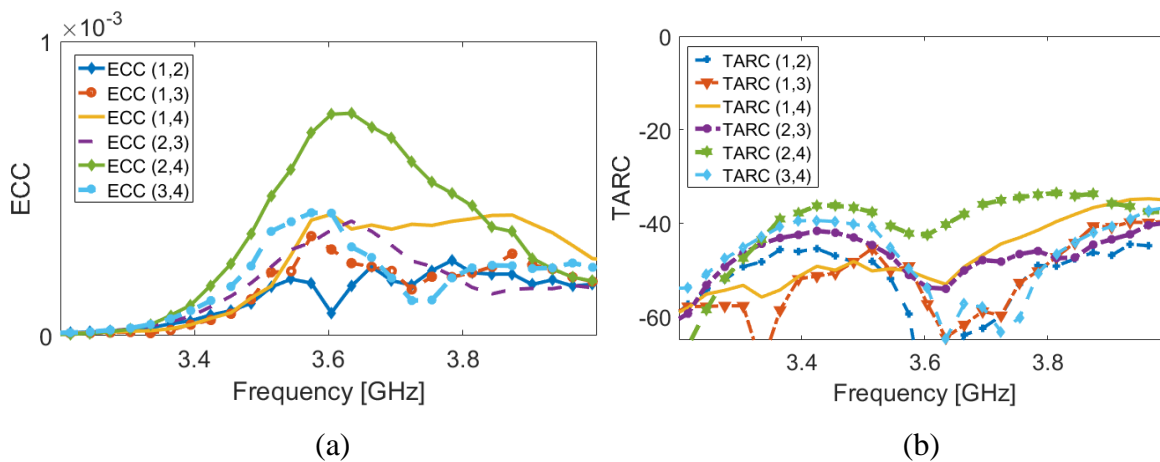 ×10^-3
1
ECC (1,2)
ECC (1,3)
ECC (1,4)
ECC (2,3)
ECC (2,4)
ECC (3,4)
ECC
0
3.4 3.6 3.8
Frequency [GHz]
(a)
0
TARC (1,2)
TARC (1,3)
TARC (1,4)
TARC (2,3)
TARC (2,4)
TARC (3,4)
-20
TARC
-40
-60
3.4 3.6 3.8
Frequency [GHz]
(b)